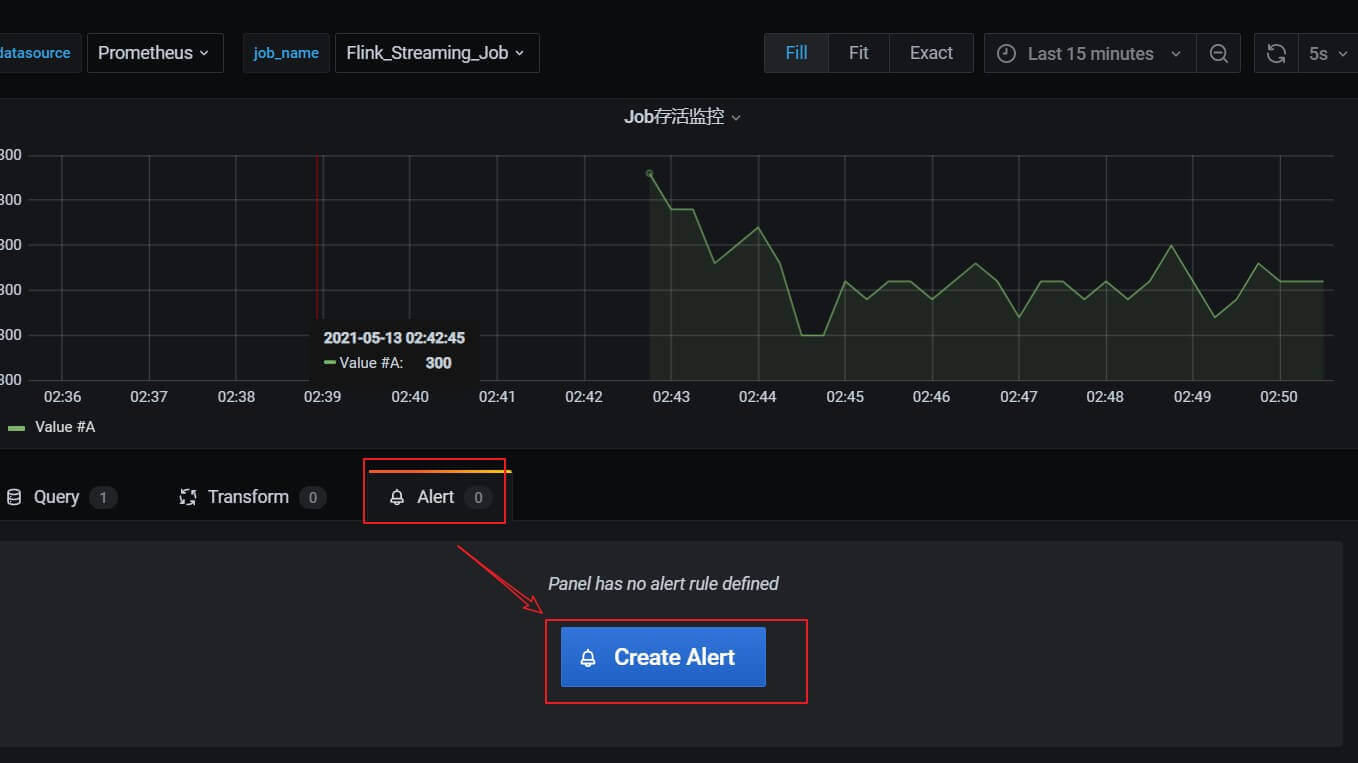 datasource Prometheus job_name Flink_Streaming_Job Fill Fit Exact Last 15 minutes 5s
Job存活监控
300
300
300
300
300
300
2021-05-13 02:42:45
Value #A: 300
02:36 02:37 02:38 02:39 02:40 02:41 02:42 02:43 02:44 02:45 02:46 02:47 02:48 02:49 02:50
Value #A
Query 1 Transform 0 Alert 0
Panel has no alert rule defined
Create Alert